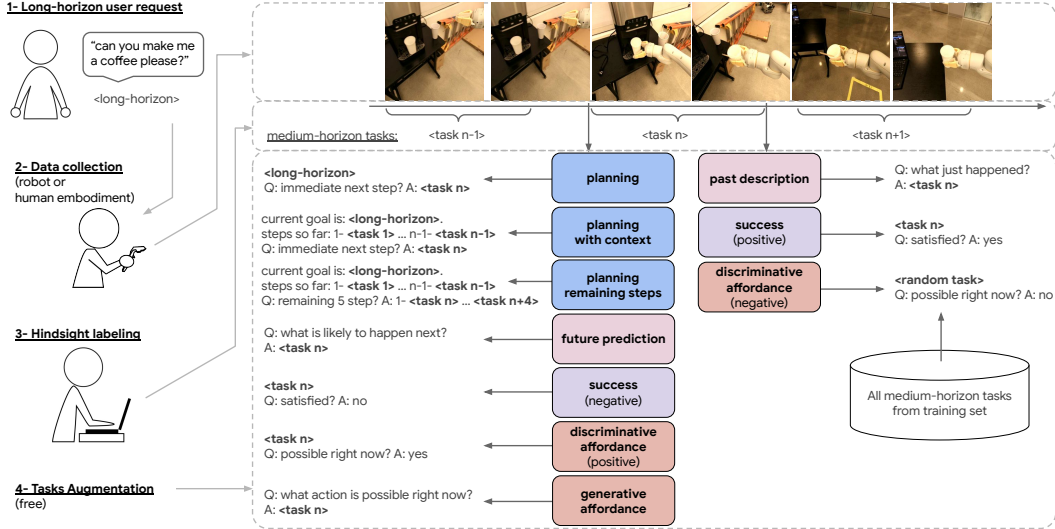 1- Long-horizon user request
“can you make me
a coffee please?”
<long-horizon>
medium-horizon tasks:
<task n-1>
<task n>
<task n+1>
2- Data collection
(robot or
human embodiment)
3- Hindsight labeling
4- Tasks Augmentation
(free)
<long-horizon>
Q: immediate next step? A: <task n>
planning
current goal is: <long-horizon>.
steps so far: 1- <task 1> ... n-1- <task n-1>
Q: immediate next step? A: <task n>
planning
with context
current goal is: <long-horizon>.
steps so far: 1- <task 1> ... n-1- <task n-1>
Q: remaining 5 step? A: 1- <task n> ... <task n+4>
planning
remaining steps
Q: what is likely to happen next?
A: <task n>
future prediction
<task n>
Q: satisfied? A: no
success
(negative)
<task n>
Q: possible right now? A: yes
discriminative
affordance
(positive)
Q: what action is possible right now?
A: <task n>
generative
affordance
past description
Q: what just happened?
A: <task n>
success
(positive)
<task n>
Q: satisfied? A: yes
discriminative
affordance
(negative)
<random task>
Q: possible right now? A: no
All medium-horizon tasks
from training set